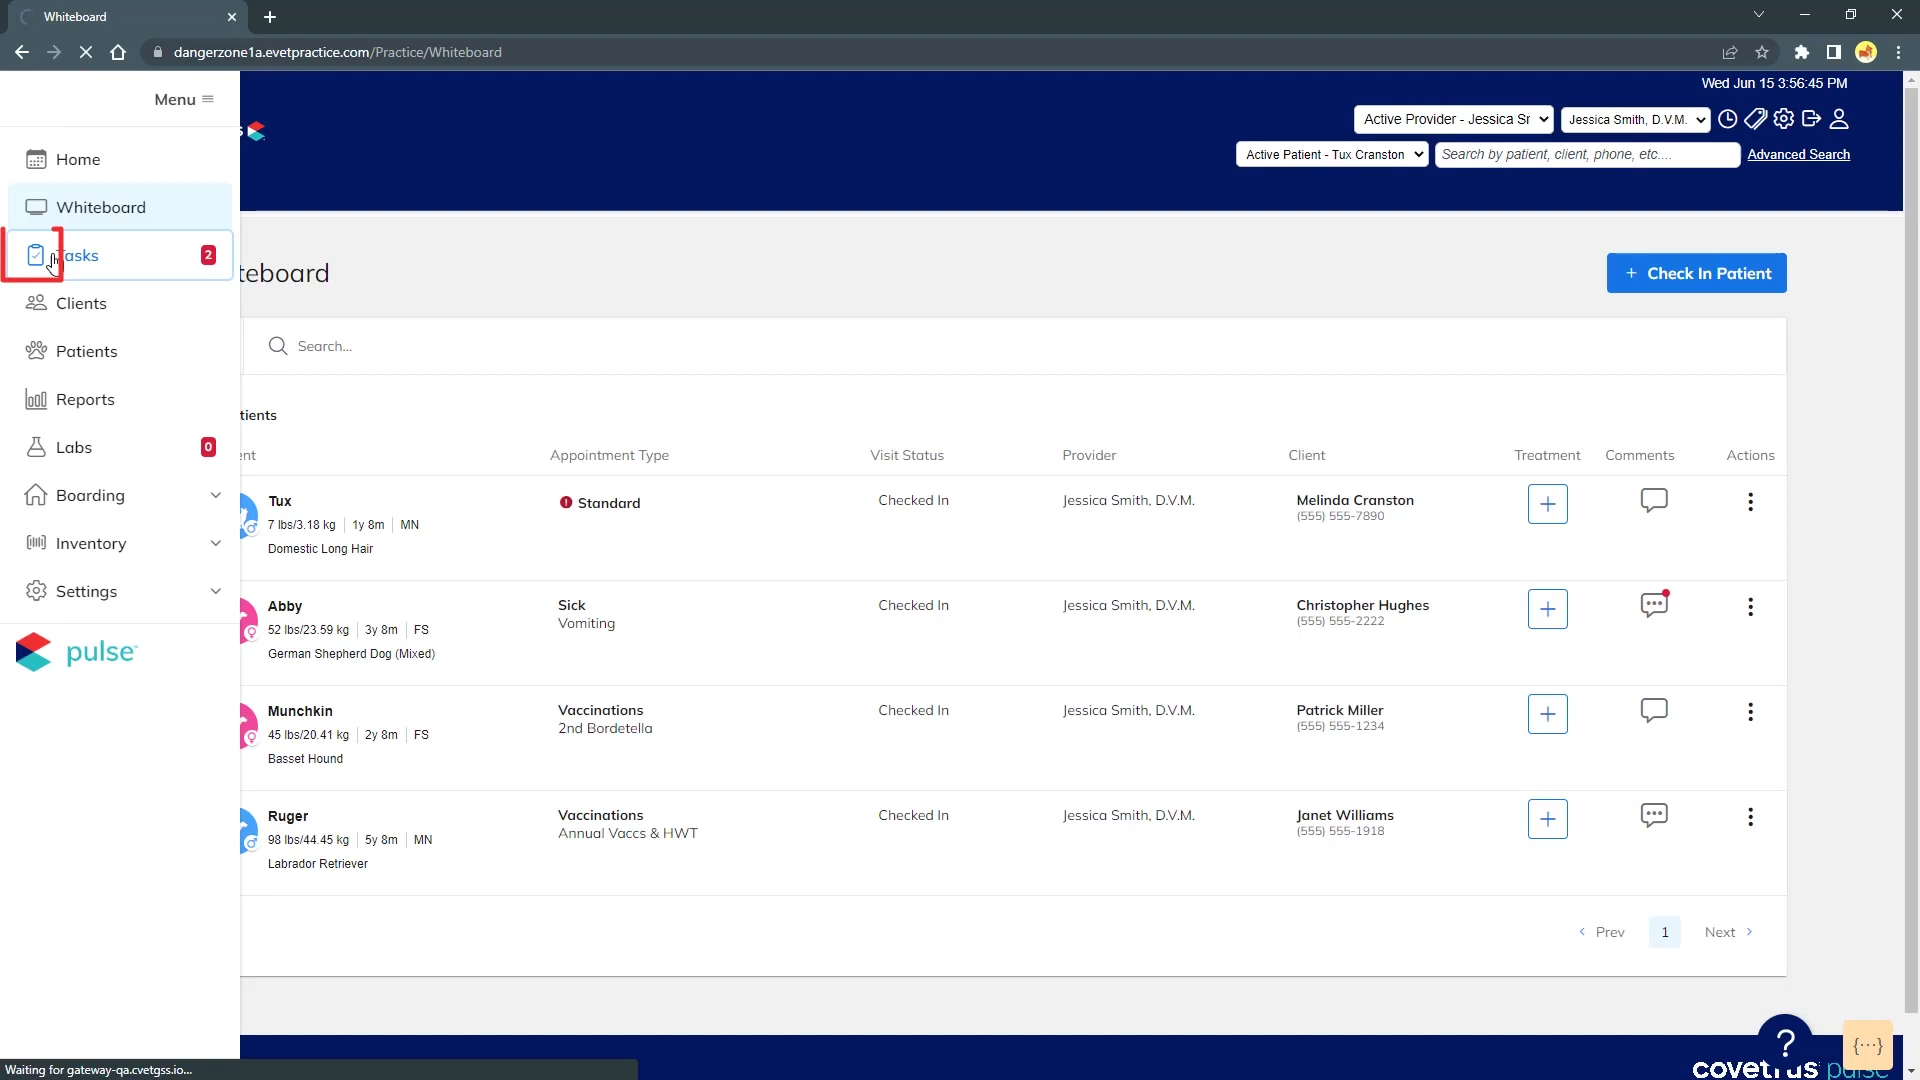 Whiteboard
dangerzone1a.evetpractice.com/Practice/Whiteboard
Wed Jun 15 3:56:45 PM
Menu
Active Provider - Jessica Sr
Jessica Smith, D.V.M.
Active Patient - Tux Cranston
Search by patient, client, phone, etc....
Advanced Search
Home
Whiteboard
asks 2
Clients
Patients
Reports
Labs 0
Boarding
Inventory
Settings
pulse
teboard
+ Check In Patient
Search...
tients
ent Appointment Type Visit Status Provider Client Treatment Comments Actions
Tux
7 lbs/3.18 kg 1y 8m MN
Domestic Long Hair
Standard
Checked In
Jessica Smith, D.V.M.
Melinda Cranston
(555) 555-7890
Abby
52 lbs/23.59 kg 3y 8m FS
German Shepherd Dog (Mixed)
Sick
Vomiting
Checked In
Jessica Smith, D.V.M.
Christopher Hughes
(555) 555-2222
Munchkin
45 lbs/20.41 kg 2y 8m FS
Basset Hound
Vaccinations
2nd Bordetella
Checked In
Jessica Smith, D.V.M.
Patrick Miller
(555) 555-1234
Ruger
98 lbs/44.45 kg 5y 8m MN
Labrador Retriever
Vaccinations
Annual Vaccs & HWT
Checked In
Jessica Smith, D.V.M.
Janet Williams
(555) 555-1918
< Prev 1 Next >
?
{...}
covetrus pulse
Waiting for gateway-qa.cvetgss.io...